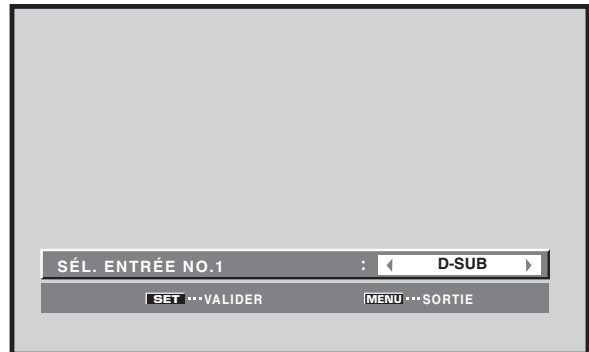 SÉL. ENTRÉE NO.1 : D-SUB
SET ···VALIDER MENU ···SORTIE